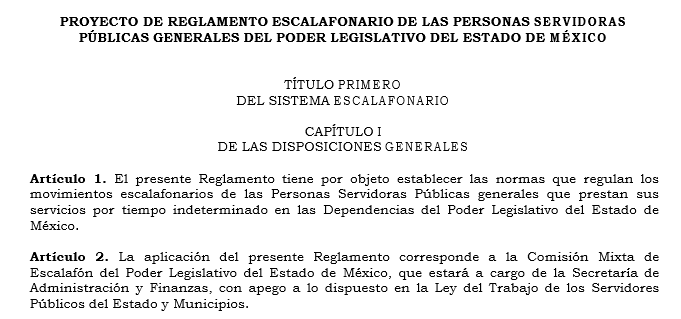 PROYECTO DE REGLAMENTO ESCALAFONARIO DE LAS PERSONAS SERVIDORAS
PÚBLICAS GENERALES DEL PODER LEGISLATIVO DEL ESTADO DE MÉXICO
TÍTULO PRIMERO
DEL SISTEMA ESCALAFONARIO
CAPÍTULO I
DE LAS DISPOSICIONES GENERALES
Artículo 1. El presente Reglamento tiene por objeto establecer las normas que regulan los
movimientos escalafonarios de las Personas Servidoras Públicas generales que prestan sus
servicios por tiempo indeterminado en las Dependencias del Poder Legislativo del Estado de
México.
Artículo 2. La aplicación del presente Reglamento corresponde a la Comisión Mixta de
Escalafón del Poder Legislativo del Estado de México, que estará a cargo de la Secretaría de
Administración y Finanzas, con apego a lo dispuesto en la Ley del Trabajo de los Servidores
Públicos del Estado y Municipios.